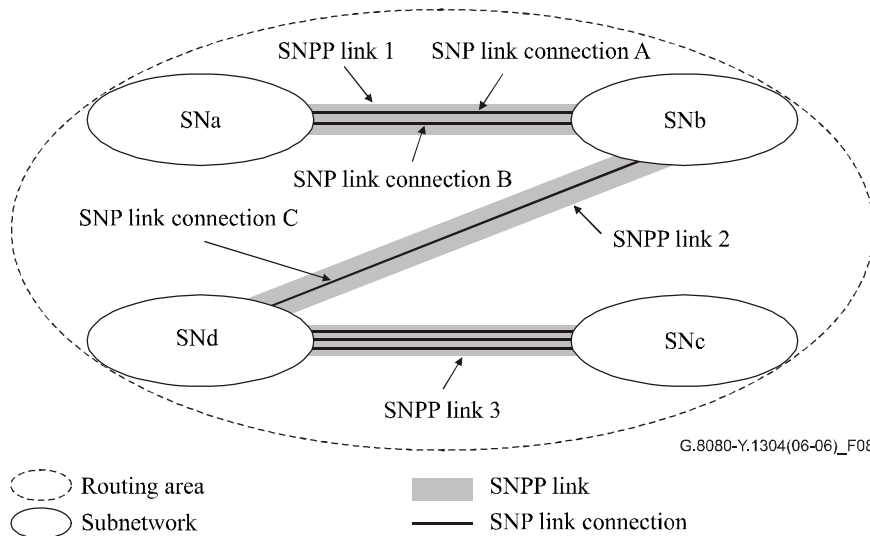 SNPP link 1
SNP link connection A
SNa
SNb
SNP link connection B
SNP link connection C
SNPP link 2
SNd
SNc
SNPP link 3
G.8080-Y.1304(06-06)_F08
Routing area
SNPP link
Subnetwork
SNP link connection